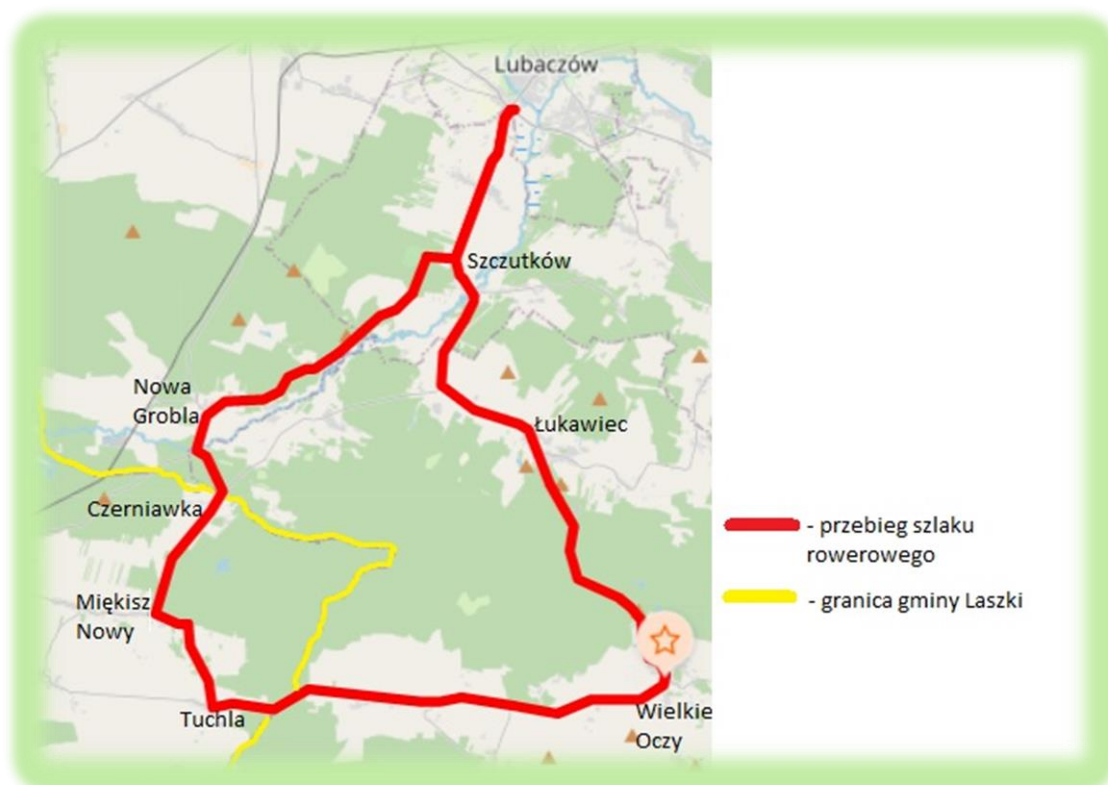 Lubaczów
Szczutków
Nowa
Grobla
Łukawiec
Czerniawka
- przebieg szlaku
rowerowego
Miękisz
Nowy
- granica gminy Laszki
Tuchla
Wielkie
Oczy